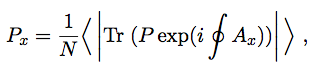 P_x = \frac{1}{N} \left\langle \left| \mathrm{Tr} \left( P \exp(i \oint A_x) \right) \right| \right\rangle ,